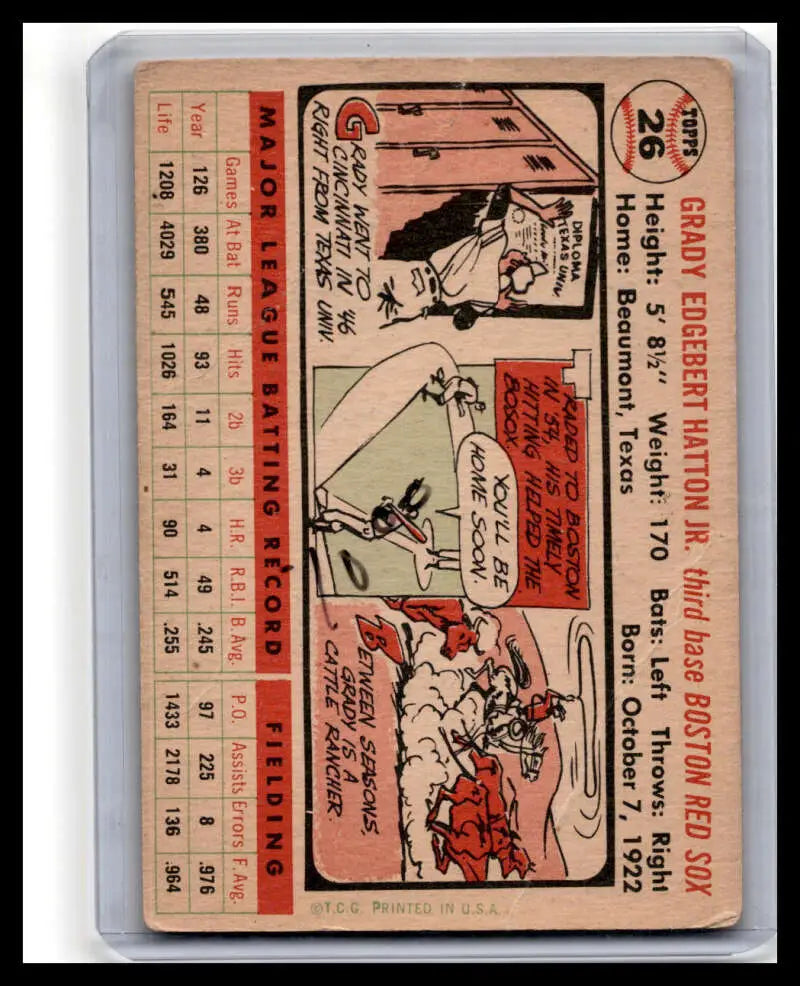 TOPPS
26
GRADY EDGEBERT HATTON JR. third base BOSTON RED SOX
Height: 5' 8½" Weight: 170 Bats: Left Throws: Right
Home: Beaumont, Texas Born: October 7, 1922
DIPLOMA
TEXAS UNIV.
GRADY WENT TO
CINCINNATI IN '46
RIGHT FROM TEXAS UNIV.
RADED TO BOSTON
IN '54, HIS TIMELY
HITTING HELPED THE
BOSOX
YOU'LL BE
HOME SOON.
BETWEEN SEASONS,
GRADY IS A
CATTLE RANCHER.
©T.C.G. PRINTED IN U.S.A.
MAJOR LEAGUE BATTING RECORD FIELDING
Games At Bat Runs Hits 2b 3b H.R. R.B.I. B.Avg. P.O. Assists Errors F.Avg.
Year 126 380 48 93 11 4 4 49 .245 97 225 8 .976
Life 1208 4029 545 1026 164 31 90 514 .255 1433 2178 136 .964